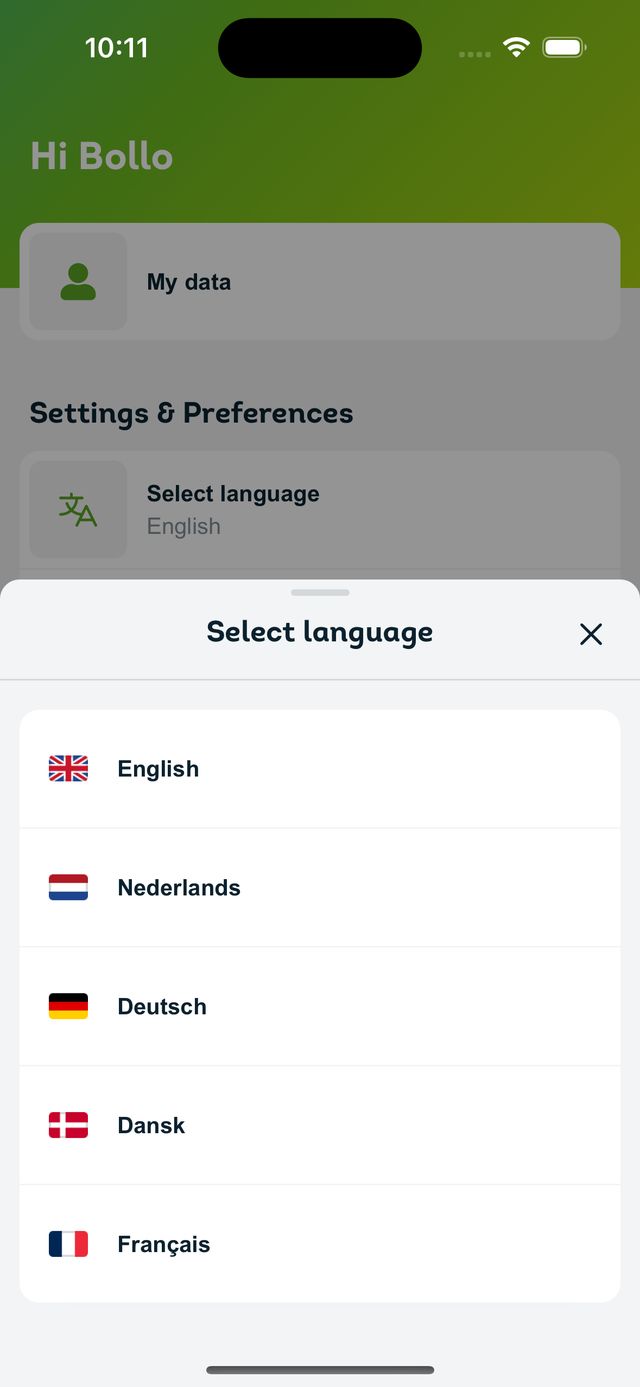 10:11
Hi Bollo
My data
Settings & Preferences
Select language
English
Select language
English
Nederlands
Deutsch
Dansk
Français